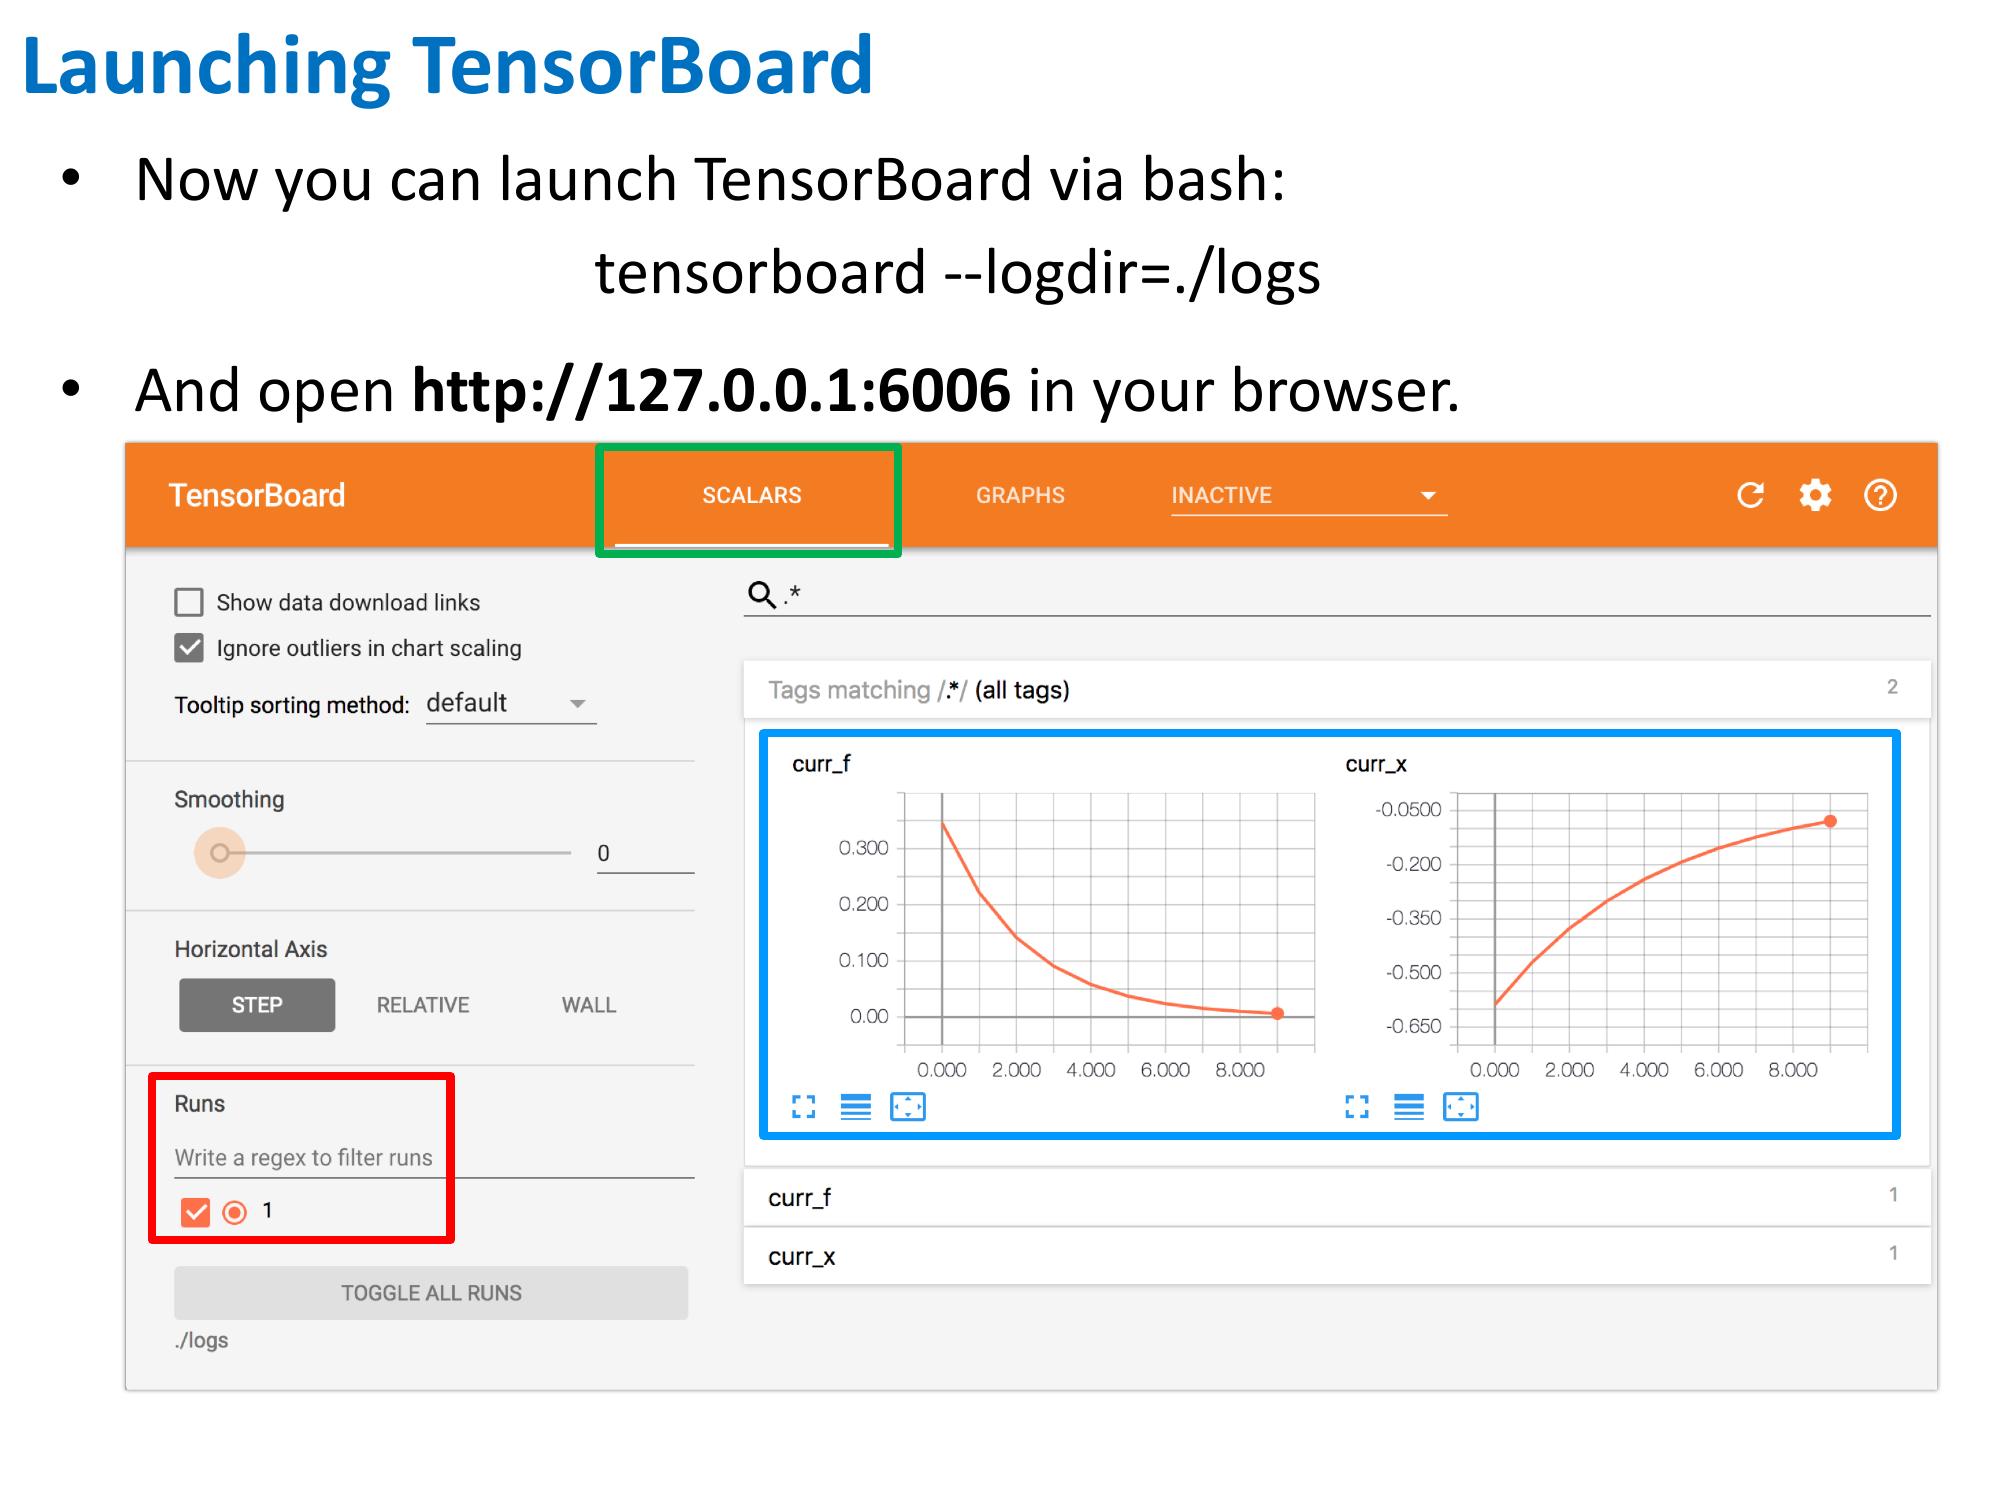 Launching TensorBoard
• Now you can launch TensorBoard via bash:
tensorboard --logdir=./logs
• And open http://127.0.0.1:6006 in your browser.
TensorBoard SCALARS GRAPHS INACTIVE
Show data download links
Ignore outliers in chart scaling
Tooltip sorting method: default
Smoothing
0
Horizontal Axis
STEP RELATIVE WALL
Runs
Write a regex to filter runs
1
TOGGLE ALL RUNS
./logs
.*
Tags matching /.*/ (all tags) 2
curr_f
0.300
0.200
0.100
0.00
0.000 2.000 4.000 6.000 8.000
curr_x
-0.0500
-0.200
-0.350
-0.500
-0.650
0.000 2.000 4.000 6.000 8.000
curr_f 1
curr_x 1